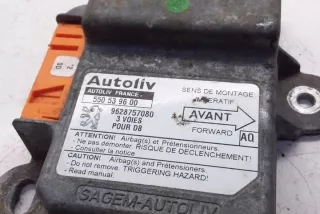 Autoliv
AUTOLIV FRANCE
550 53 96 00
9628757080
3 VOIES
POUR D8
SENS DE MONTAGE
IMPERATIF
AVANT
FORWARD
AQ
ATTENTION! Airbag(s) et Prétensionneurs.
- Ne pas démonter. RISQUE DE DECLENCHEMENT!
- Consulter la notice.
CAUTION! Airbag(s) and Pretensioners.
- Do not remove. TRIGGERING HAZARD!
- Read manual.
SAGEM-AUTOLIV